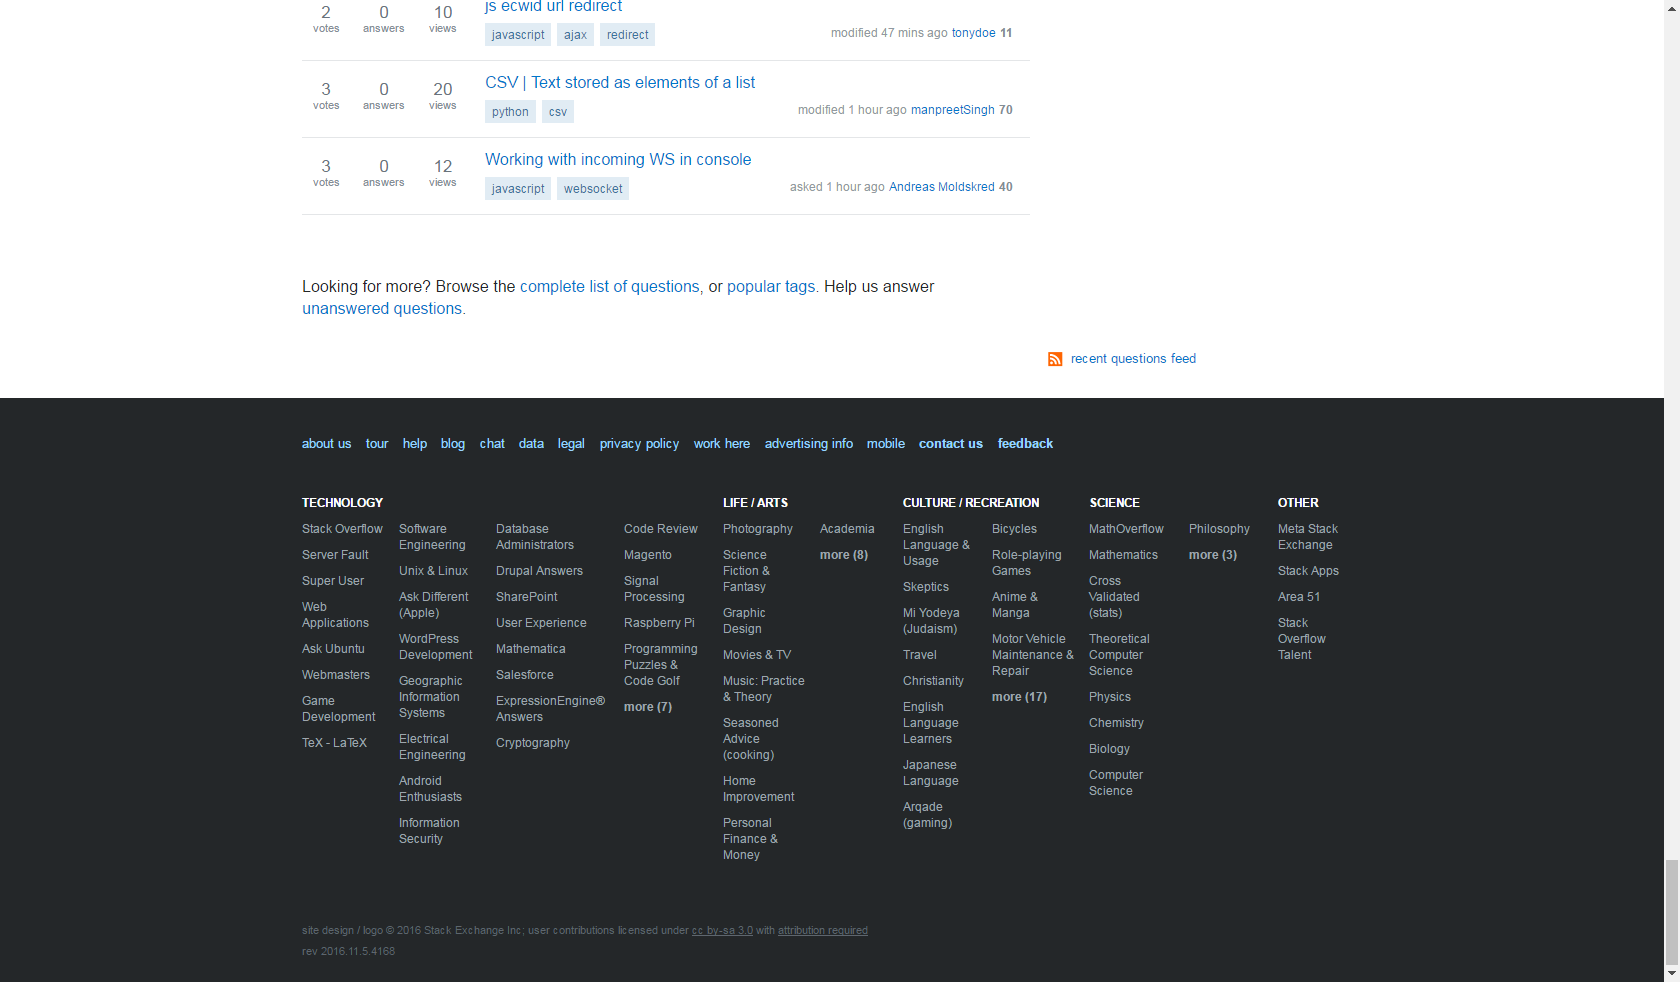 js ecwid url redirect
2 0 10
votes answers views
javascript ajax redirect
modified 47 mins ago tonydoe 11
CSV | Text stored as elements of a list
3 0 20
votes answers views
python csv
modified 1 hour ago manpreetSingh 70
Working with incoming WS in console
3 0 12
votes answers views
javascript websocket
asked 1 hour ago Andreas Moldskred 40
Looking for more? Browse the complete list of questions, or popular tags. Help us answer
unanswered questions.
recent questions feed
about us tour help blog chat data legal privacy policy work here advertising info mobile contact us feedback
TECHNOLOGY
Stack Overflow
Server Fault
Super User
Web
Applications
Ask Ubuntu
Webmasters
Game
Development
TeX - LaTeX
Software
Engineering
Unix & Linux
Ask Different
(Apple)
WordPress
Development
Geographic
Information
Systems
Electrical
Engineering
Android
Enthusiasts
Information
Security
Database
Administrators
Drupal Answers
SharePoint
User Experience
Mathematica
Salesforce
ExpressionEngine®
Answers
Cryptography
Code Review
Magento
Signal
Processing
Raspberry Pi
Programming
Puzzles &
Code Golf
more (7)
LIFE / ARTS
Photography
Science
Fiction &
Fantasy
Graphic
Design
Movies & TV
Music: Practice
& Theory
Seasoned
Advice
(cooking)
Home
Improvement
Personal
Finance &
Money
Academia
more (8)
CULTURE / RECREATION
English
Language &
Usage
Skeptics
Mi Yodeya
(Judaism)
Travel
Christianity
English
Language
Learners
Japanese
Language
Arqade
(gaming)
Bicycles
Role-playing
Games
Anime &
Manga
Motor Vehicle
Maintenance &
Repair
more (17)
SCIENCE
MathOverflow
Mathematics
Cross
Validated
(stats)
Theoretical
Computer
Science
Physics
Chemistry
Biology
Computer
Science
Philosophy
more (3)
OTHER
Meta Stack
Exchange
Stack Apps
Area 51
Stack
Overflow
Talent
site design / logo © 2016 Stack Exchange Inc; user contributions licensed under cc by-sa 3.0 with attribution required
rev 2016.11.5.4168